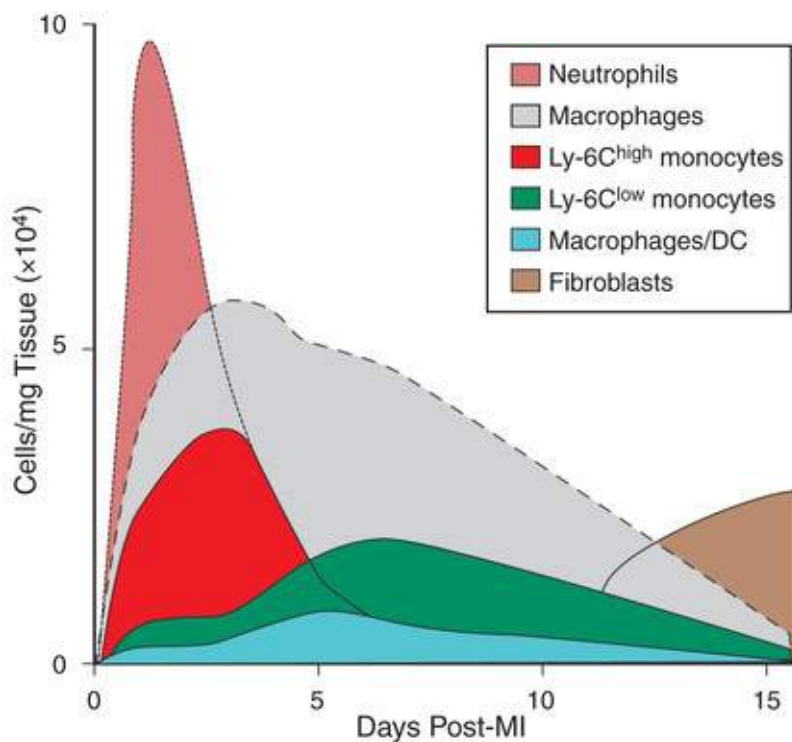 10
5
0
Cells/mg Tissue (×10⁴)
Neutrophils
Macrophages
Ly-6Cʰⁱᵍʰ monocytes
Ly-6Cˡᵒʷ monocytes
Macrophages/DC
Fibroblasts
0 5 10 15
Days Post-MI